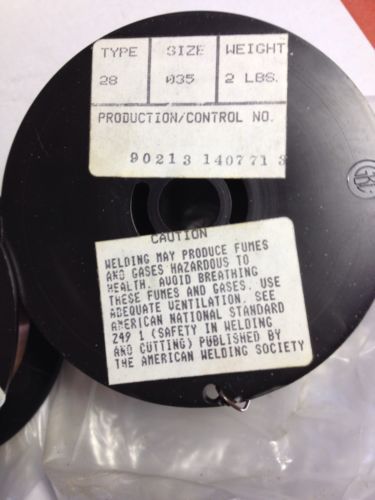 TYPE SIZE WEIGHT
28 035 2 LBS.
PRODUCTION/CONTROL NO.
90213 140771 3
CAUTION
WELDING MAY PRODUCE FUMES
AND GASES HAZARDOUS TO
HEALTH. AVOID BREATHING
THESE FUMES AND GASES. USE
ADEQUATE VENTILATION. SEE
AMERICAN NATIONAL STANDARD
Z49 1 (SAFETY IN WELDING
AND CUTTING) PUBLISHED BY
THE AMERICAN WELDING SOCIETY